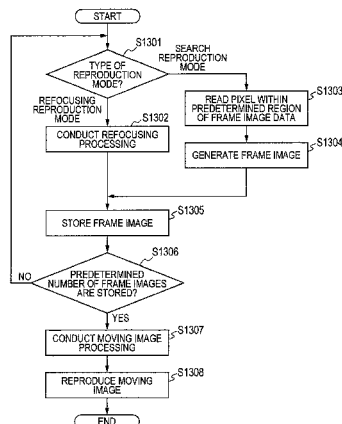 START
S1301
TYPE OF
REPRODUCTION
MODE?
SEARCH
REPRODUCTION
MODE
REFOCUSING
REPRODUCTION
MODE
S1302
CONDUCT REFOCUSING
PROCESSING
S1303
READ PIXEL WITHIN
PREDETERMINED REGION
OF FRAME IMAGE DATA
S1304
GENERATE FRAME IMAGE
S1305
STORE FRAME IMAGE
S1306
PREDETERMINED
NUMBER OF FRAME IMAGES
ARE STORED?
NO
YES
S1307
CONDUCT MOVING IMAGE
PROCESSING
S1308
REPRODUCE MOVING
IMAGE
END